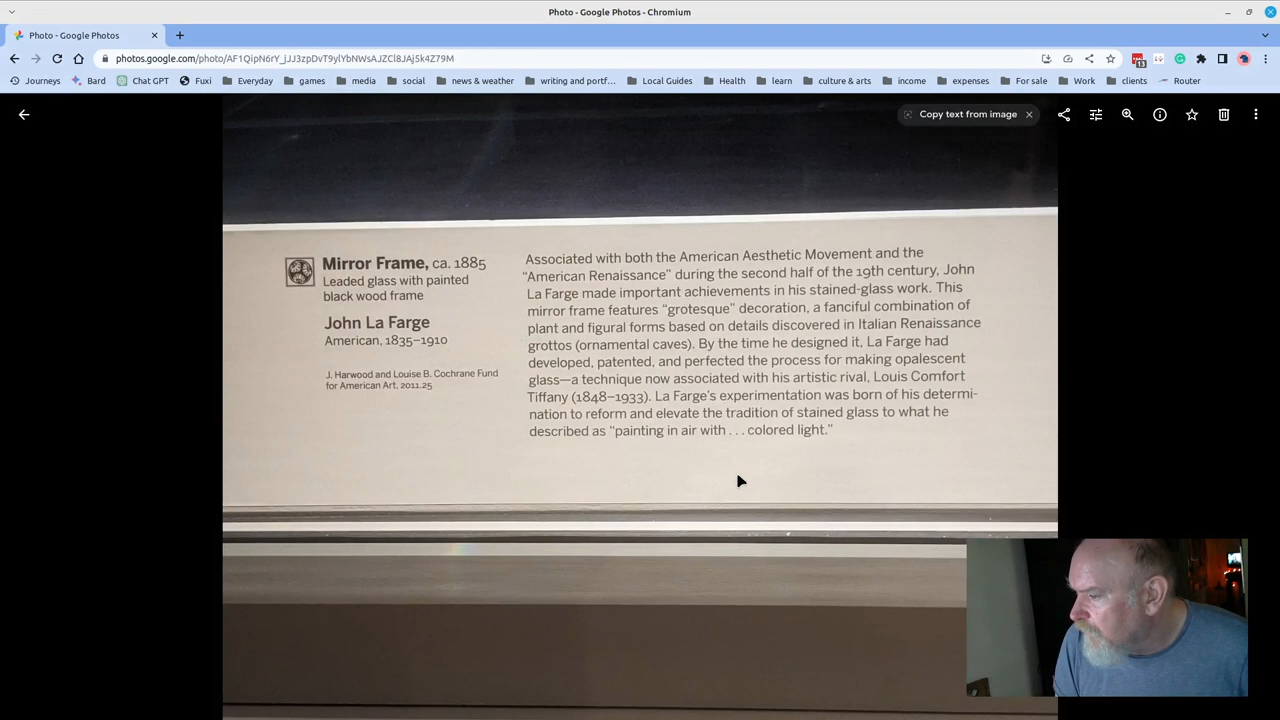 Photo - Google Photos - Chromium
Photo - Google Photos
photos.google.com/photo/AF1QipN6rY_jJJ3zpDvT9ylYbNWsAJZCl8JAj5k4Z79M
13
Journeys Bard Chat GPT Fuxi Everyday games media social news & weather writing and portf... Local Guides Health learn culture & arts income expenses For sale Work clients Router
Copy text from image
Mirror Frame, ca. 1885
Leaded glass with painted
black wood frame
John La Farge
American, 1835–1910
J. Harwood and Louise B. Cochrane Fund
for American Art, 2011.25
Associated with both the American Aesthetic Movement and the
“American Renaissance” during the second half of the 19th century, John
La Farge made important achievements in his stained-glass work. This
mirror frame features “grotesque” decoration, a fanciful combination of
plant and figural forms based on details discovered in Italian Renaissance
grottos (ornamental caves). By the time he designed it, La Farge had
developed, patented, and perfected the process for making opalescent
glass—a technique now associated with his artistic rival, Louis Comfort
Tiffany (1848–1933). La Farge’s experimentation was born of his determi-
nation to reform and elevate the tradition of stained glass to what he
described as “painting in air with . . . colored light.”